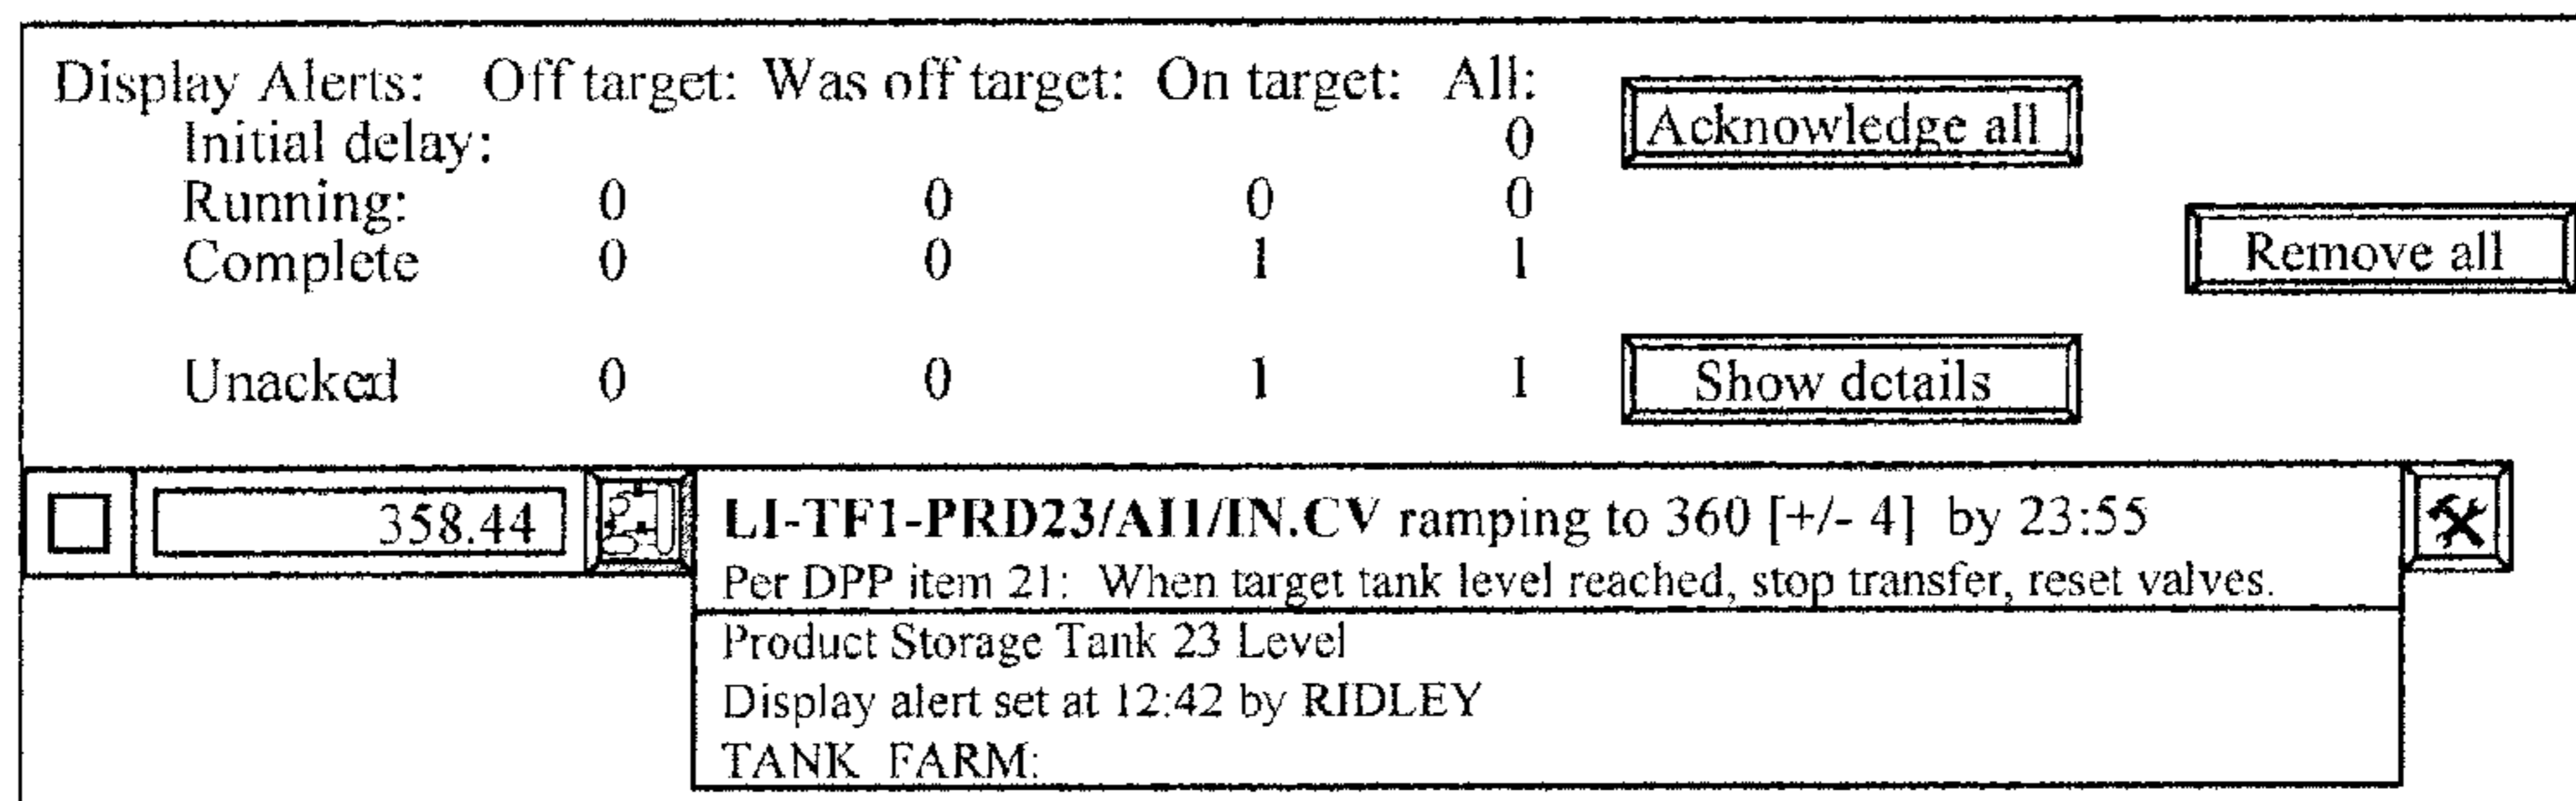 Display Alerts: Off target: Was off target: On target: All:
Initial delay: 0
Acknowledge all
Running: 0 0 0 0
Complete 0 0 1 1
Remove all
Unacked 0 0 1 1
Show details
358.44
LI-TF1-PRD23/AI1/IN.CV ramping to 360 [+/- 4] by 23:55
Per DPP item 21: When target tank level reached, stop transfer, reset valves.
Product Storage Tank 23 Level
Display alert set at 12:42 by RIDLEY
TANK_FARM: